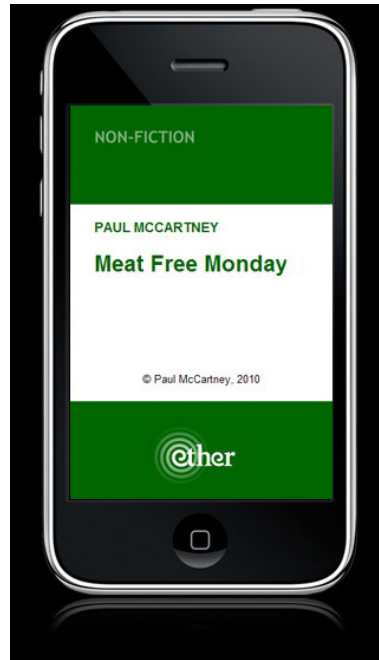 NON-FICTION
PAUL MCCARTNEY
Meat Free Monday
© Paul McCartney, 2010
ether